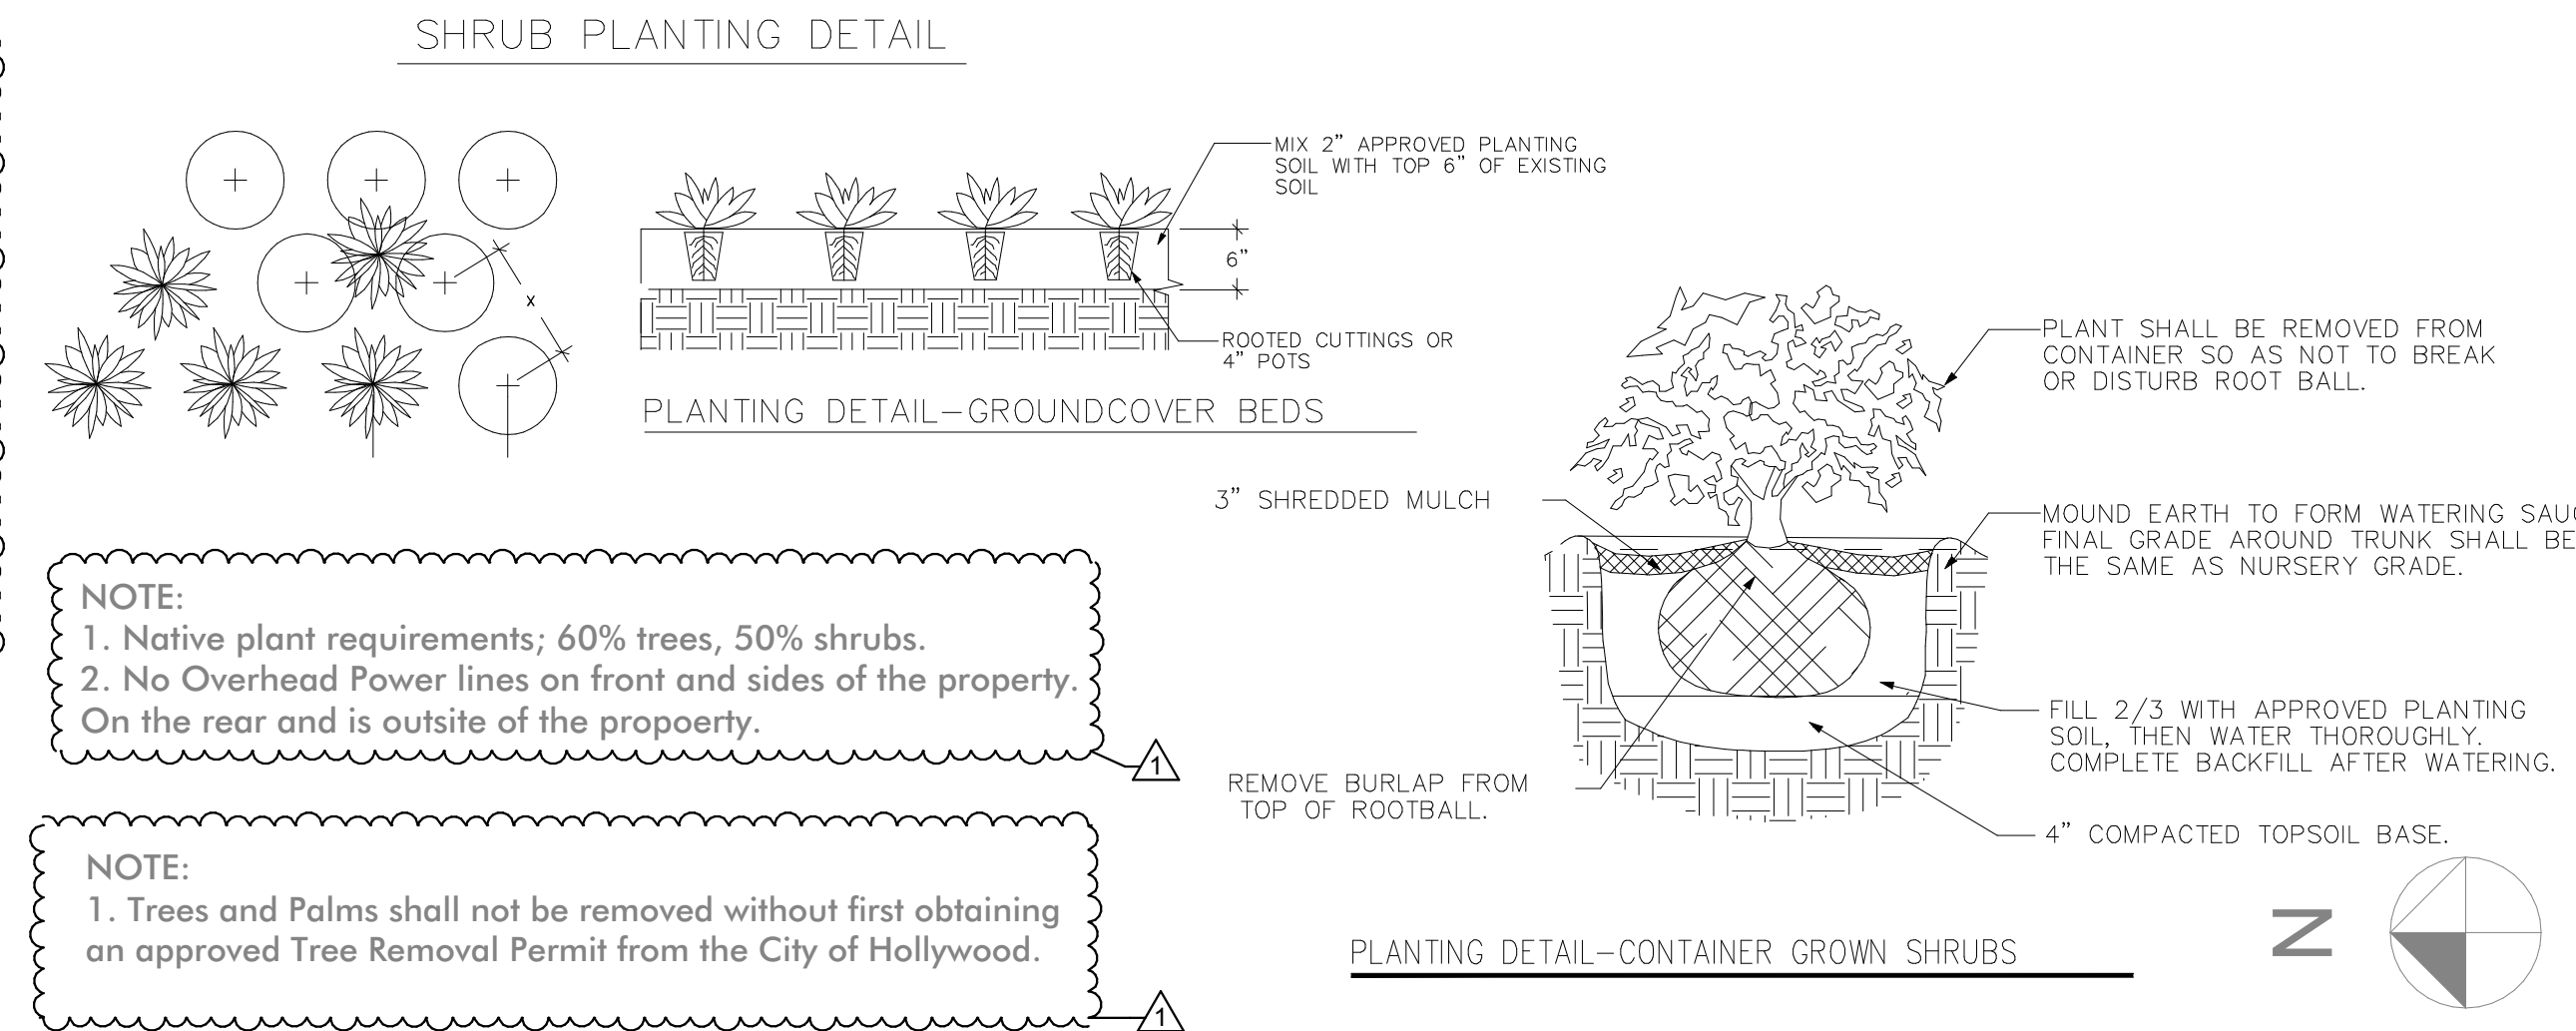 SHRUB PLANTING DETAIL
MIX 2” APPROVED PLANTING
SOIL WITH TOP 6” OF EXISTING
SOIL
6”
x
ROOTED CUTTINGS OR
4” POTS
PLANTING DETAIL-GROUNDCOVER BEDS
PLANT SHALL BE REMOVED FROM
CONTAINER SO AS NOT TO BREAK
OR DISTURB ROOT BALL.
3” SHREDDED MULCH
MOUND EARTH TO FORM WATERING
FINAL GRADE AROUND TRUNK SHALL BE
THE SAME AS NURSERY GRADE.
NOTE:
1. Native plant requirements; 60% trees, 50% shrubs.
2. No Overhead Power lines on front and sides of the property.
On the rear and is outsite of the propoerty.
1
FILL 2/3 WITH APPROVED PLANTING
SOIL, THEN WATER THOROUGHLY.
COMPLETE BACKFILL AFTER WATERING.
REMOVE BURLAP FROM
TOP OF ROOTBALL.
4” COMPACTED TOPSOIL BASE.
NOTE:
1. Trees and Palms shall not be removed without first obtaining
an approved Tree Removal Permit from the City of Hollywood.
1
PLANTING DETAIL-CONTAINER GROWN SHRUBS
N